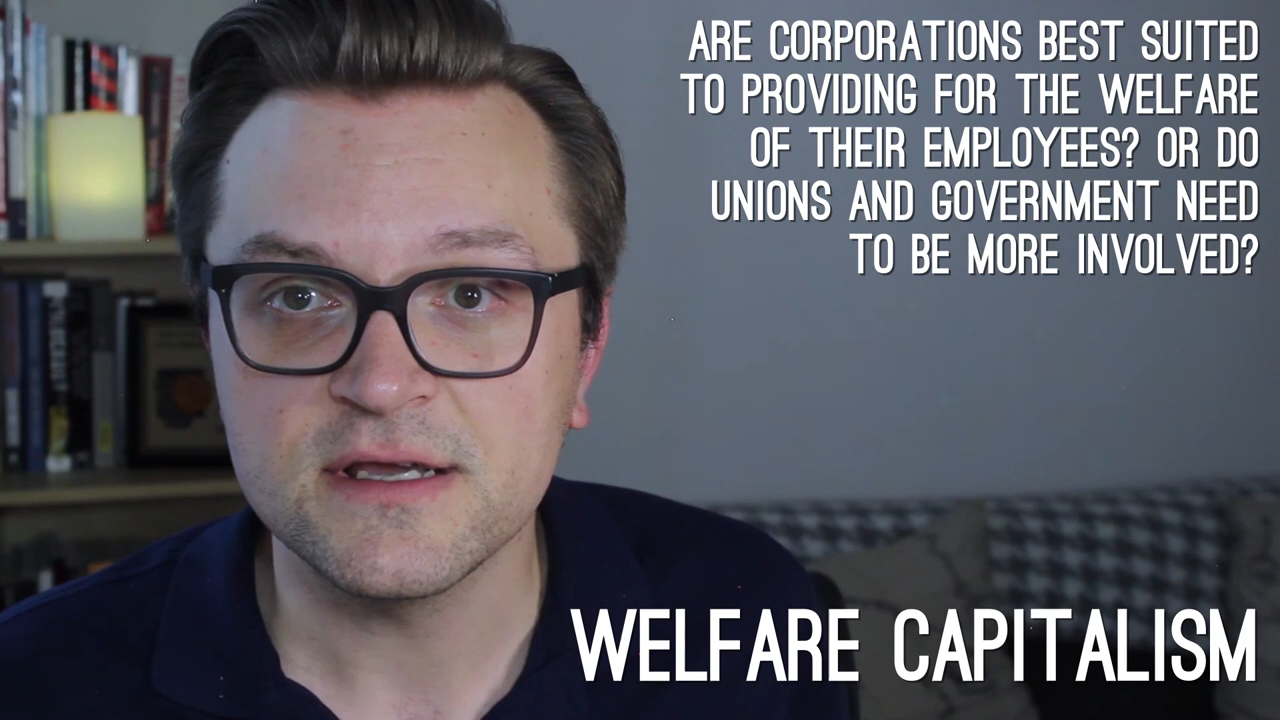 ARE CORPORATIONS BEST SUITED
TO PROVIDING FOR THE WELFARE
OF THEIR EMPLOYEES? OR DO
UNIONS AND GOVERNMENT NEED
TO BE MORE INVOLVED?
WELFARE CAPITALISM